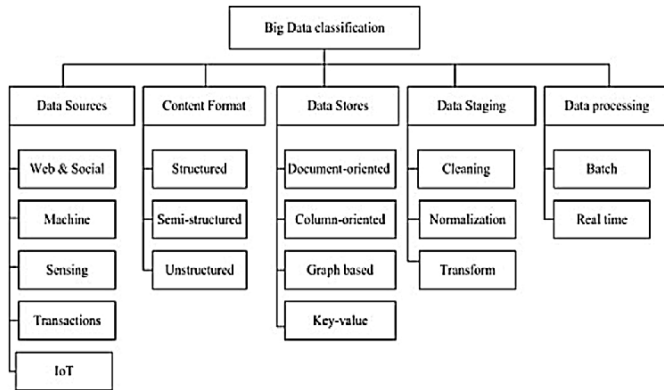 Big Data classification
Data Sources
Content Format
Data Stores
Data Staging
Data processing
Web & Social
Structured
Document-oriented
Cleaning
Batch
Machine
Semi-structured
Column-oriented
Normalization
Real time
Sensing
Unstructured
Graph based
Transform
Transactions
Key-value
IoT